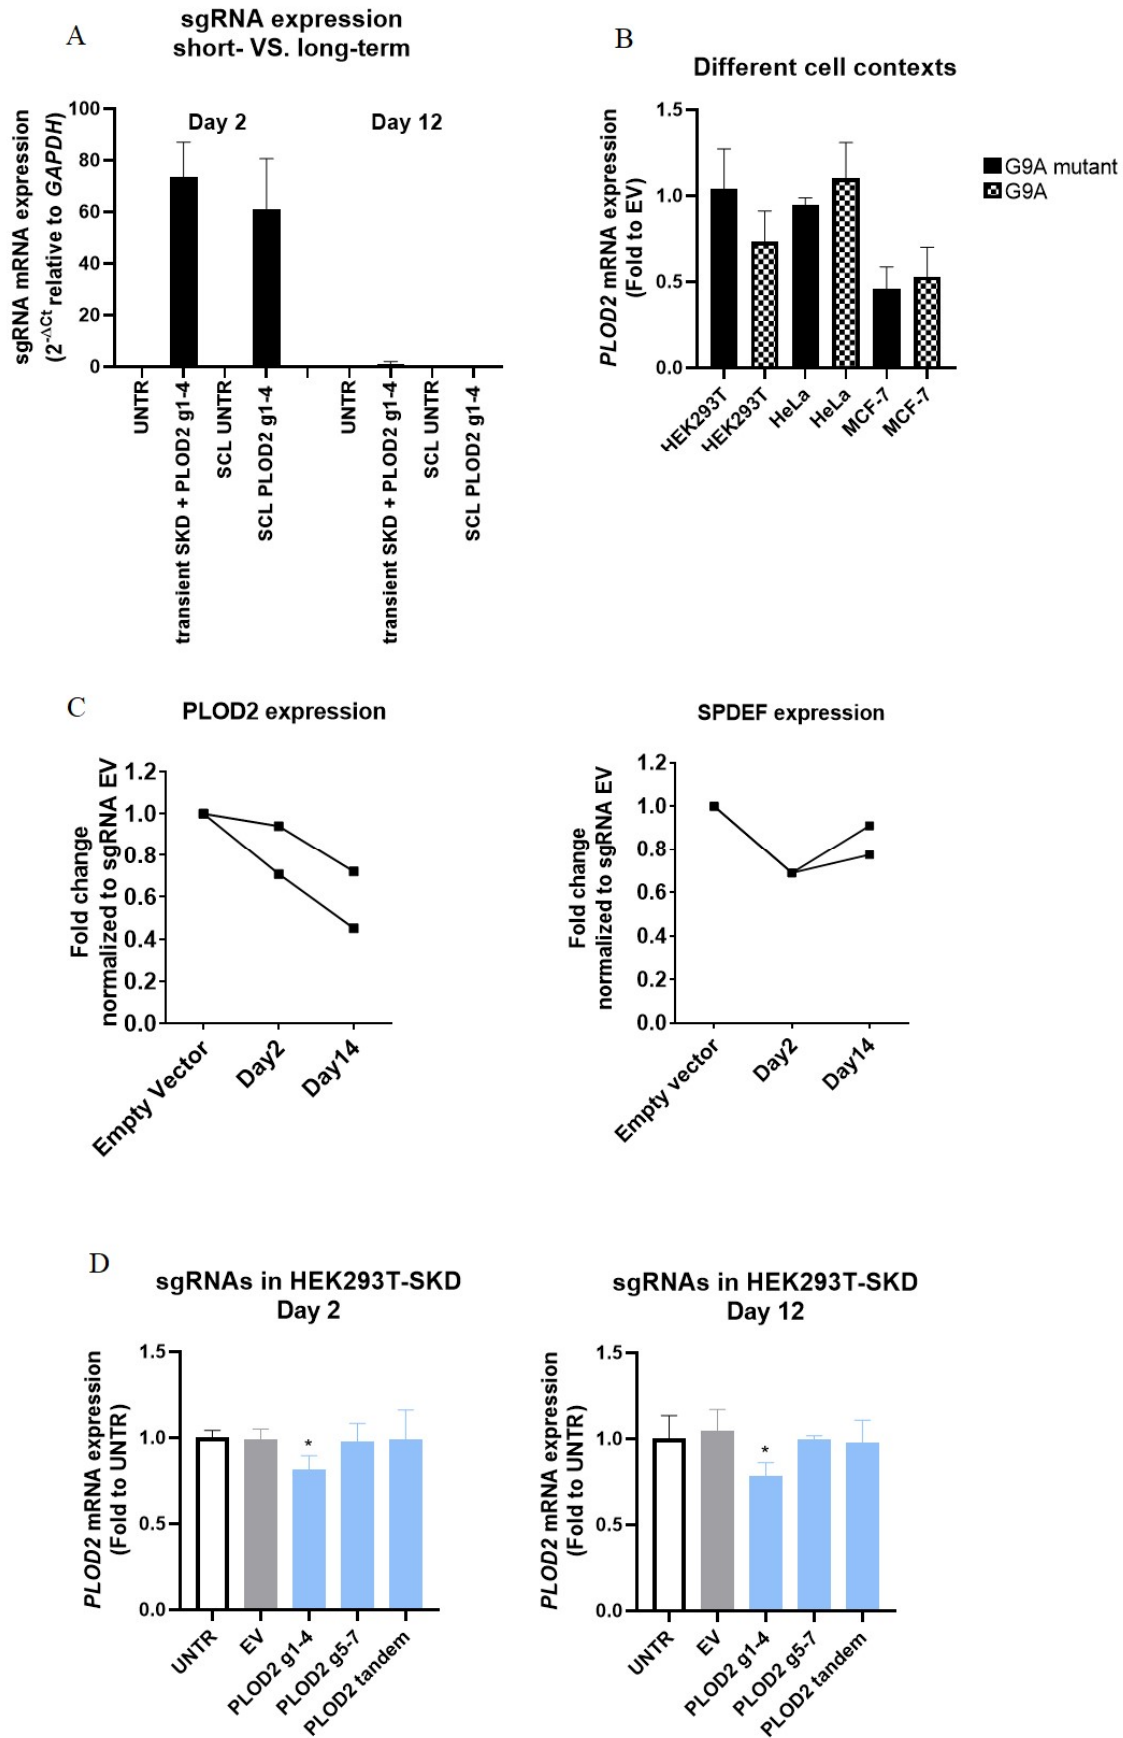 A
sgRNA expression
short- VS. long-term
sgRNA mRNA expression
(2-ΔCt relative to GAPDH)
100
80
60
40
20
0
Day 2
Day 12
UNTR
transient SKD + PLOD2 g1-4
SCL UNTR
SCL PLOD2 g1-4
UNTR
transient SKD + PLOD2 g1-4
SCL UNTR
SCL PLOD2 g1-4
B
Different cell contexts
PLOD2 mRNA expression
(Fold to EV)
1.5
1.0
0.5
0.0
HEK293T
HEK293T
HeLa
HeLa
MCF-7
MCF-7
G9A mutant
G9A
C
PLOD2 expression
Fold change
normalized to sgRNA EV
1.2
1.0
0.8
0.6
0.4
0.2
0.0
Empty Vector
Day2
Day14
SPDEF expression
Fold change
normalized to sgRNA EV
1.2
1.0
0.8
0.6
0.4
0.2
0.0
Empty vector
Day2
Day14
D
sgRNAs in HEK293T-SKD
Day 2
PLOD2 mRNA expression
(Fold to UNTR)
1.5
1.0
0.5
0.0
*
UNTR
EV
PLOD2 g1-4
PLOD2 g5-7
PLOD2 tandem
sgRNAs in HEK293T-SKD
Day 12
PLOD2 mRNA expression
(Fold to UNTR)
1.5
1.0
0.5
0.0
*
UNTR
EV
PLOD2 g1-4
PLOD2 g5-7
PLOD2 tandem